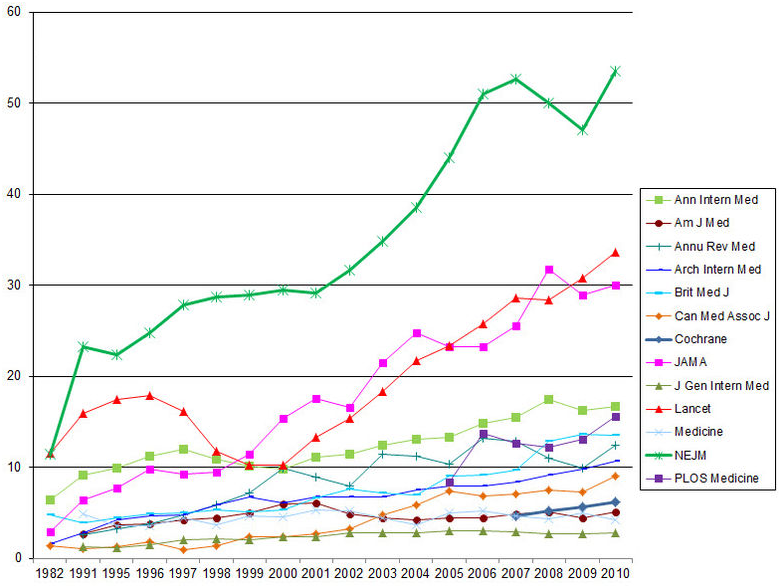 60
50
40
30
20
10
0
1982 1994 1995 1996 1997 1998 1999 2000 2001 2002 2003 2004 2005 2006 2007 2008 2009 2010
Ann Intern Med
Am J Med
Annu Rev Med
Arch Intern Med
Brit Med J
Can Med Assoc J
Cochrane
JAMA
J Gen Intern Med
Lancet
Medicine
NEJM
PLOS Medicine